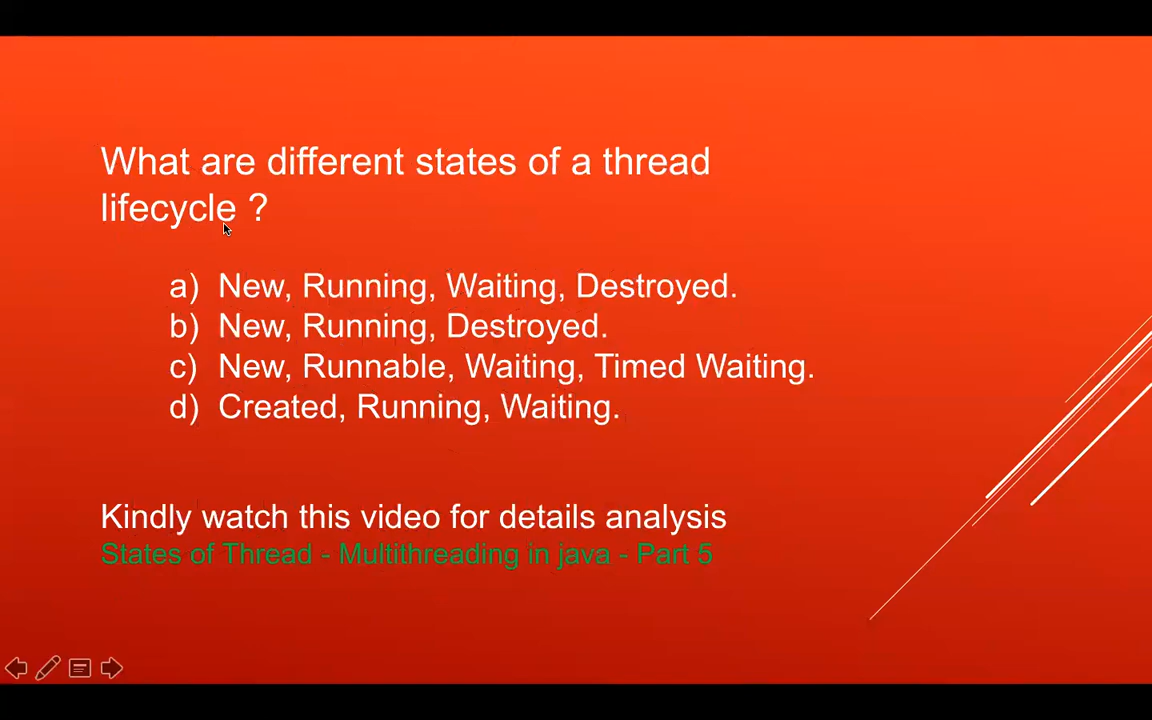 What are different states of a thread
lifecycle ?
a) New, Running, Waiting, Destroyed.
b) New, Running, Destroyed.
c) New, Runnable, Waiting, Timed Waiting.
d) Created, Running, Waiting.
Kindly watch this video for details analysis
States of Thread - Multithreading in java - Part 5